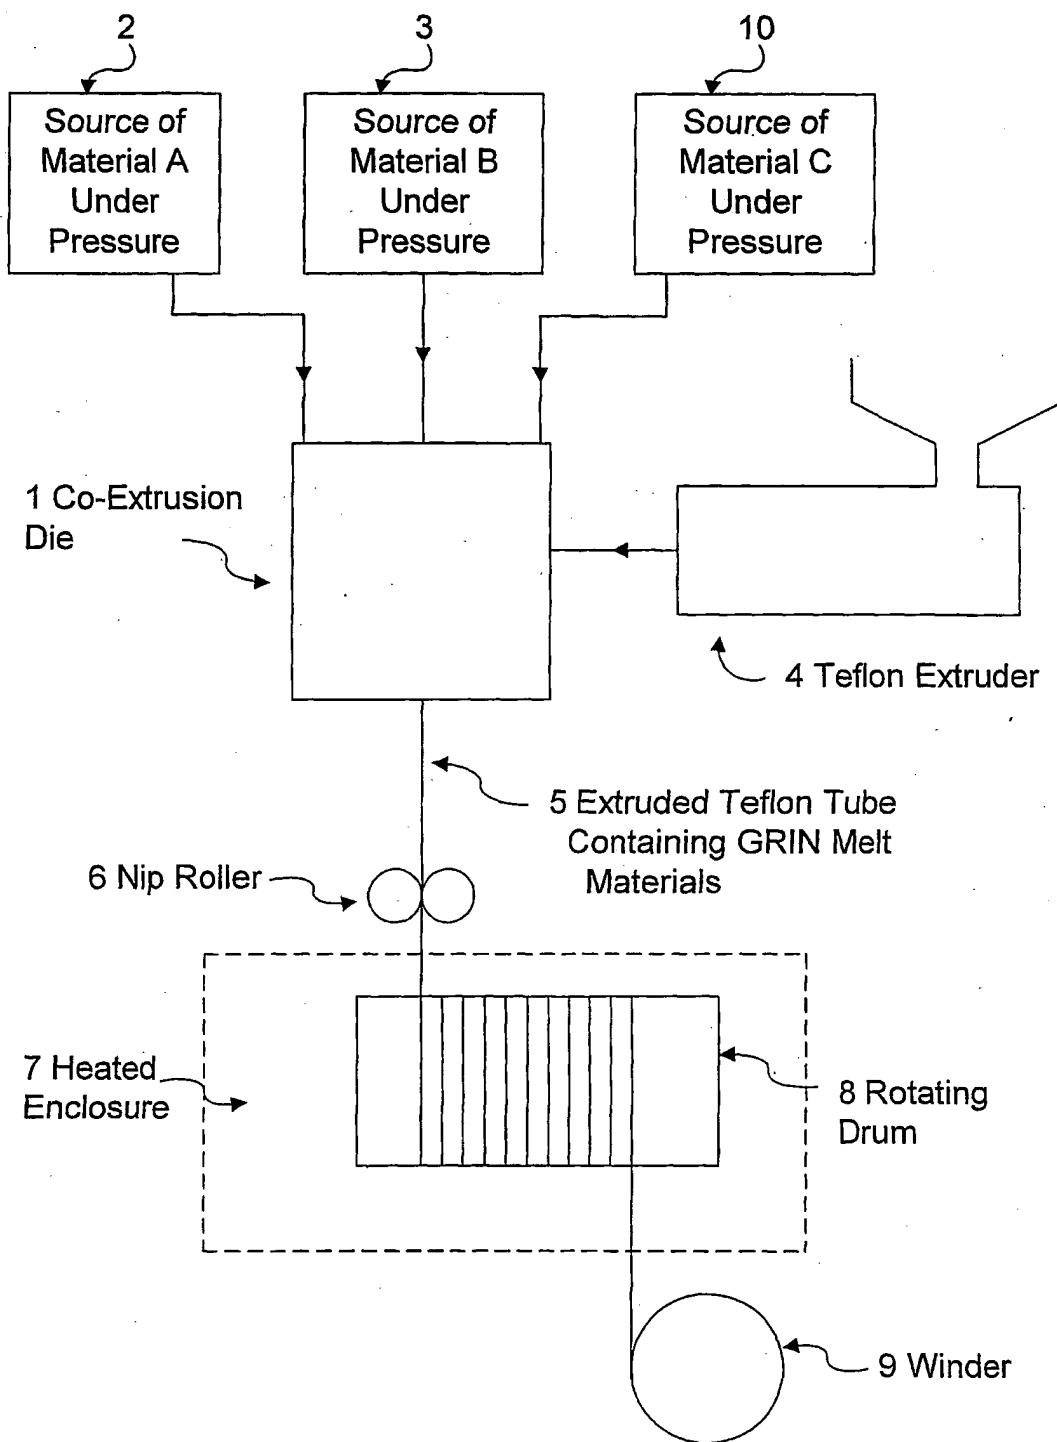 2
3
10
Source of
Material A
Under
Pressure
Source of
Material B
Under
Pressure
Source of
Material C
Under
Pressure
1 Co-Extrusion
Die
4 Teflon Extruder
5 Extruded Teflon Tube
Containing GRIN Melt
Materials
6 Nip Roller
7 Heated
Enclosure
8 Rotating
Drum
9 Winder